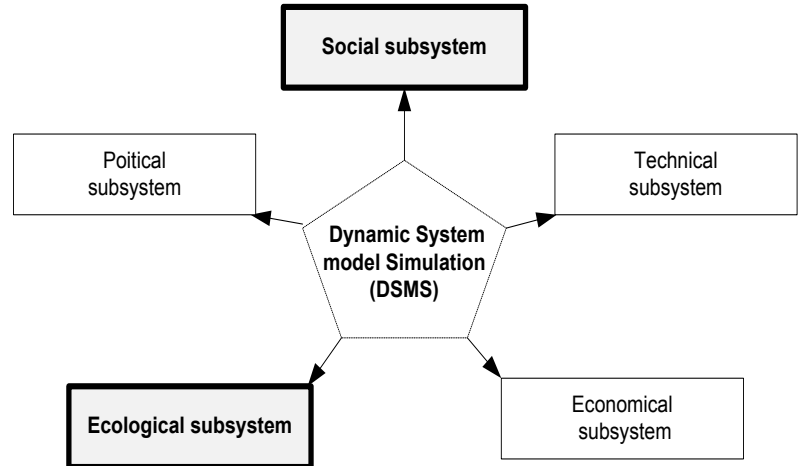 Social subsystem
Poitical
subsystem
Technical
subsystem
Dynamic System
model Simulation
(DSMS)
Ecological subsystem
Economical
subsystem